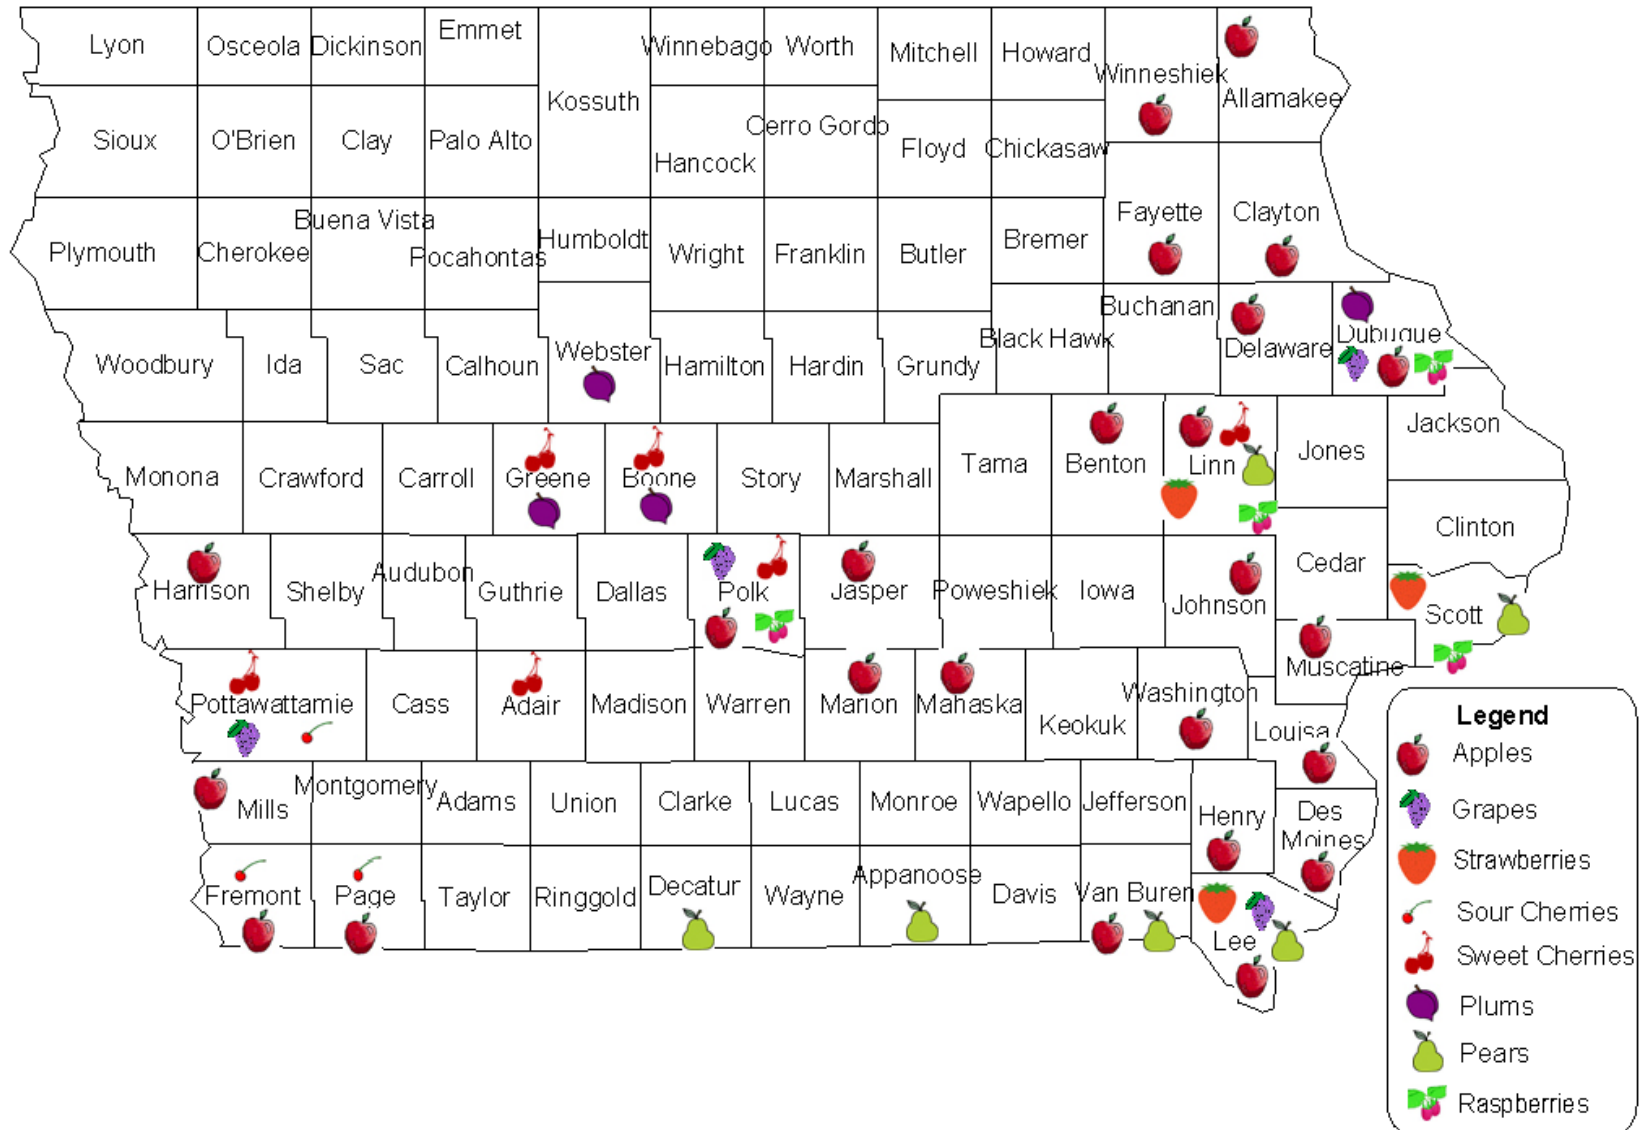 Lyon
Osceola
Dickinson
Emmet
Kossuth
Winnebago
Worth
Mitchell
Howard
Winneshiek
Allamakee
Sioux
O'Brien
Clay
Palo Alto
Hancock
Cerro Gordo
Floyd
Chickasaw
Fayette
Clayton
Plymouth
Cherokee
Buena Vista
Pocahontas
Humboldt
Wright
Franklin
Butler
Bremer
Woodbury
Ida
Sac
Calhoun
Webster
Hamilton
Hardin
Grundy
Black Hawk
Buchanan
Delaware
Dubuque
Monona
Crawford
Carroll
Greene
Boone
Story
Marshall
Tama
Benton
Linn
Jones
Jackson
Clinton
Harrison
Shelby
Audubon
Guthrie
Dallas
Polk
Jasper
Poweshiek
Iowa
Johnson
Cedar
Scott
Muscatine
Pottawattamie
Cass
Adair
Madison
Warren
Marion
Mahaska
Keokuk
Washington
Louisa
Mills
Montgomery
Adams
Union
Clarke
Lucas
Monroe
Wapello
Jefferson
Henry
Des
Moines
Fremont
Page
Taylor
Ringgold
Decatur
Wayne
Appanoose
Davis
Van Buren
Lee
Legend
Apples
Grapes
Strawberries
Sour Cherries
Sweet Cherries
Plums
Pears
Raspberries